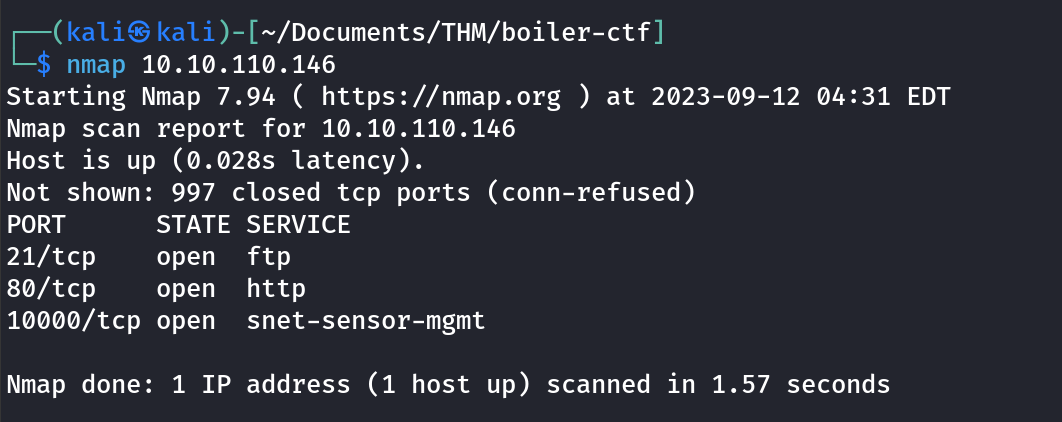 ┌──(kali㉿kali)-[~/Documents/THM/boiler-ctf]
└─$ nmap 10.10.110.146
Starting Nmap 7.94 ( https://nmap.org ) at 2023-09-12 04:31 EDT
Nmap scan report for 10.10.110.146
Host is up (0.028s latency).
Not shown: 997 closed tcp ports (conn-refused)
PORT      STATE SERVICE
21/tcp    open  ftp
80/tcp    open  http
10000/tcp open  snet-sensor-mgmt
Nmap done: 1 IP address (1 host up) scanned in 1.57 seconds